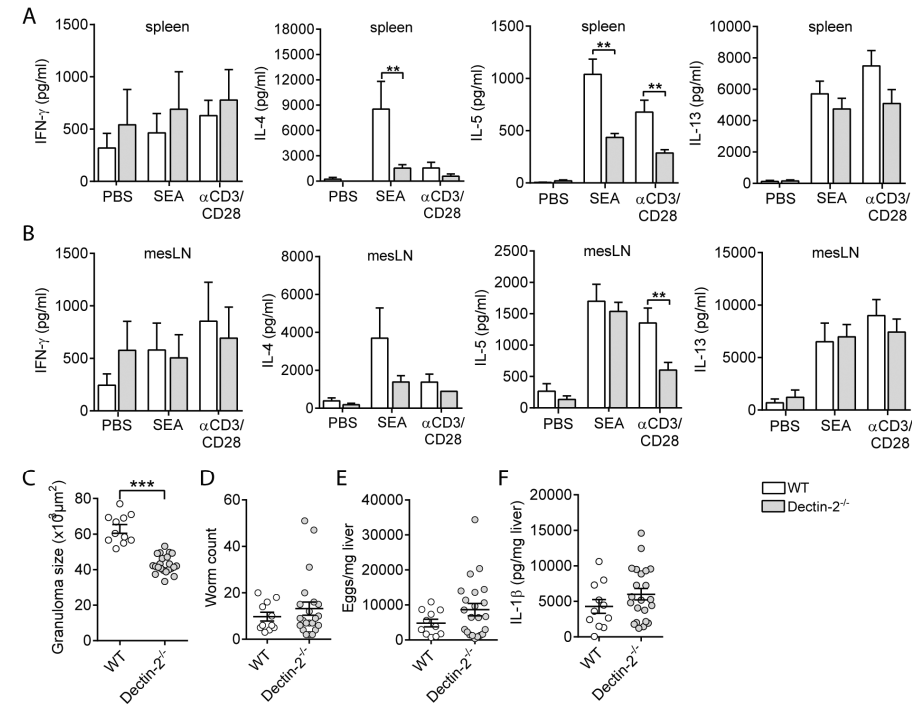 A
spleen
IFN-γ (pg/ml)
1500
1000
500
0
PBS
SEA
αCD3/
CD28
spleen
IL-4 (pg/ml)
18000
15000
12000
9000
6000
3000
0
**
PBS
SEA
αCD3/
CD28
spleen
IL-5 (pg/ml)
1500
1000
500
0
**
**
PBS
SEA
αCD3/
CD28
spleen
IL-13 (pg/ml)
10000
8000
6000
4000
2000
0
PBS
SEA
αCD3/
CD28
B
mesLN
IFN-γ (pg/ml)
1500
1000
500
0
PBS
SEA
αCD3/
CD28
mesLN
IL-4 (pg/ml)
8000
6000
4000
2000
0
PBS
SEA
αCD3/
CD28
mesLN
IL-5 (pg/ml)
2500
2000
1500
1000
500
0
**
PBS
SEA
αCD3/
CD28
mesLN
IL-13 (pg/ml)
15000
10000
5000
0
PBS
SEA
αCD3/
CD28
C
Granuloma size
80
60
40
20
0
***
WT
Dectin-2-/-
D
Worm count
60
40
20
0
WT
Dectin-2-/-
E
Eggs/mg liver
40000
30000
20000
10000
0
WT
Dectin-2-/-
F
IL-1β (pg/mg liver)
20000
15000
10000
5000
0
WT
Dectin-2-/-
WT
Dectin-2-/-